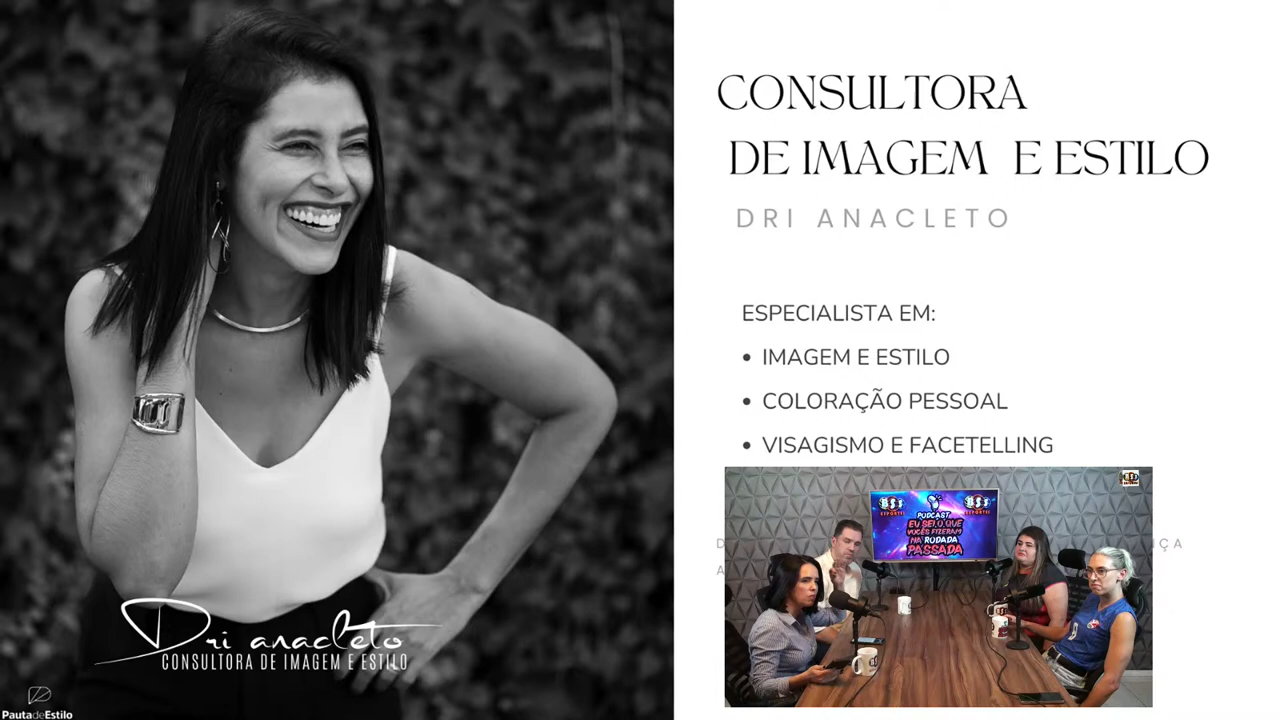 CONSULTORA
DE IMAGEM E ESTILO
DRI ANACLETO
ESPECIALISTA EM:
• IMAGEM E ESTILO
• COLORAÇÃO PESSOAL
• VISAGISMO E FACETELLING
PODCAST
EU SEI O QUE
VOCÊS FIZERAM
NA RODADA
PASSADA
Dri anacleto
CONSULTORA DE IMAGEM E ESTILO
PautadeEstilo